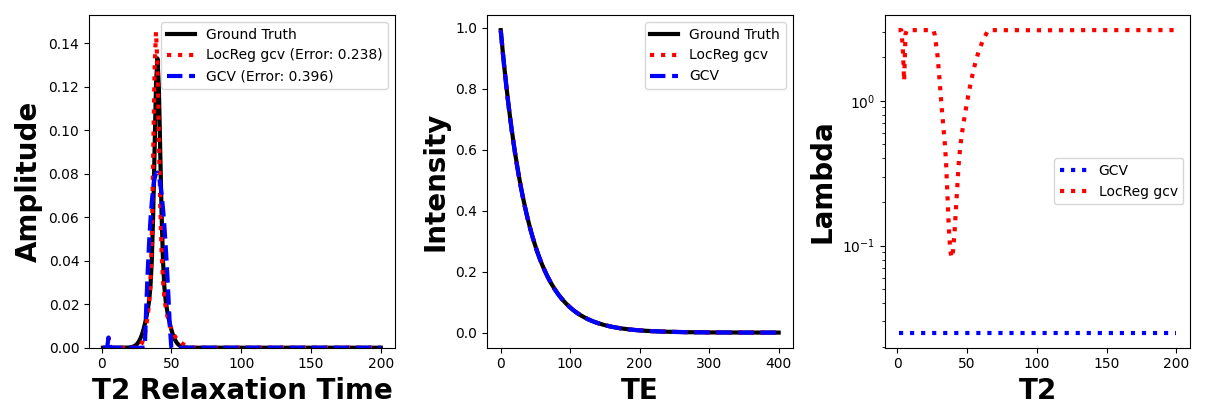 Amplitude
0.14
0.12
0.10
0.08
0.06
0.04
0.02
0.00
0
50
100
150
200
T2 Relaxation Time
Ground Truth
LocReg gcv (Error: 0.238)
GCV (Error: 0.396)
Intensity
1.0
0.8
0.6
0.4
0.2
0.0
0
100
200
300
400
TE
Ground Truth
LocReg gcv
GCV
Lambda
10⁰
10⁻¹
0
50
100
150
200
T2
GCV
LocReg gcv